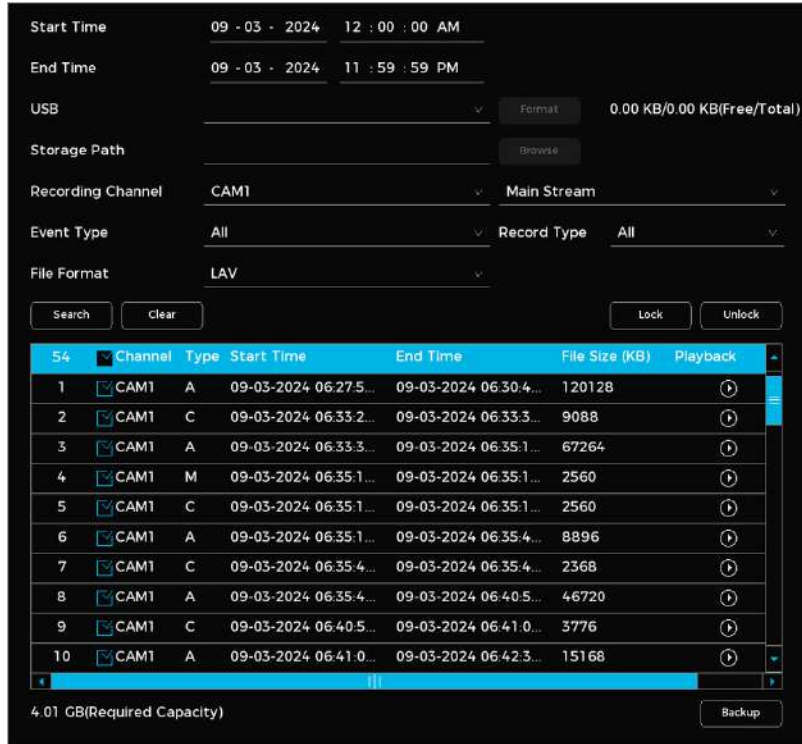 Start Time 09 - 03 - 2024 12 : 00 : 00 AM
End Time 09 - 03 - 2024 11 : 59 : 59 PM
USB Format 0.00 KB/0.00 KB(Free/Total)
Storage Path Browse
Recording Channel CAM1 Main Stream
Event Type All Record Type All
File Format LAV
Search Clear Lock Unlock
54 Channel Type Start Time End Time File Size (KB) Playback
1 CAM1 A 09-03-2024 06:27:5... 09-03-2024 06:30:4... 120128
2 CAM1 C 09-03-2024 06:33:2... 09-03-2024 06:33:3... 9088
3 CAM1 A 09-03-2024 06:33:3... 09-03-2024 06:35:1... 67264
4 CAM1 M 09-03-2024 06:35:1... 09-03-2024 06:35:1... 2560
5 CAM1 C 09-03-2024 06:35:1... 09-03-2024 06:35:1... 2560
6 CAM1 A 09-03-2024 06:35:1... 09-03-2024 06:35:4... 8896
7 CAM1 C 09-03-2024 06:35:4... 09-03-2024 06:35:4... 2368
8 CAM1 A 09-03-2024 06:35:4... 09-03-2024 06:40:5... 46720
9 CAM1 C 09-03-2024 06:40:5... 09-03-2024 06:41:0... 3776
10 CAM1 A 09-03-2024 06:41:0... 09-03-2024 06:42:3... 15168
4.01 GB(Required Capacity) Backup